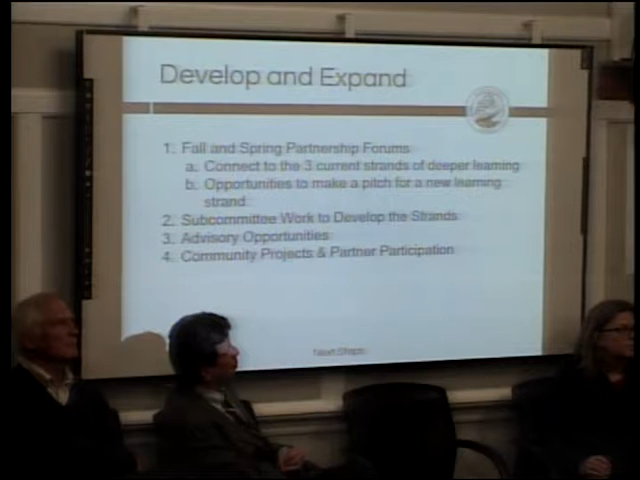 Develop and Expand
1. Fall and Spring Partnership Forums
a. Connect to the 3 current strands of deeper learning
b. Opportunities to make a pitch for a new learning
strand
2. Subcommittee Work to Develop the Strands
3. Advisory Opportunities
4. Community Projects & Partner Participation
Next Steps